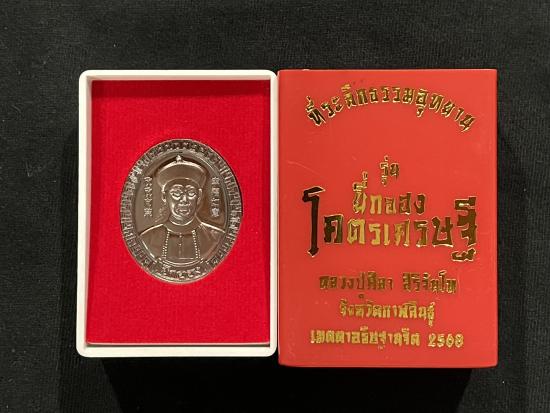 ที่ระลึกธรรมอุทยาน
รุ่น
ยี่กอฮง
โคตรเศรษฐี
หลวงปู่ศิลา สิริจันโท
จังหวัดกาฬสินธุ์
เมตตาอธิษฐานจิต 2568